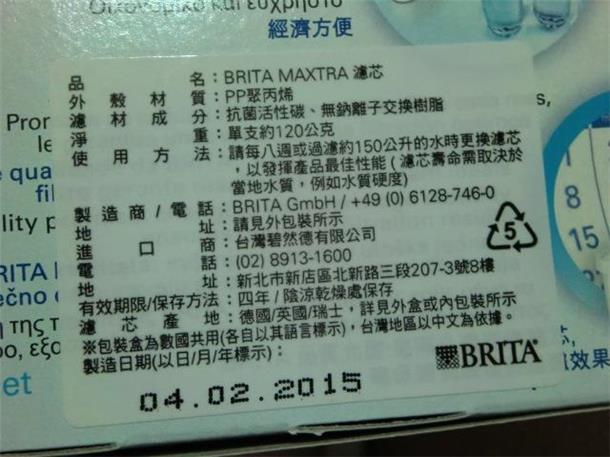 Οικονομικό και εύχρηστο
經濟方便
品名：BRITA MAXTRA 濾芯
外殼材質：PP聚丙烯
濾材成分：抗菌活性碳、無鈉離子交換樹脂
淨重：單支約120公克
使用方法：請每八週或過濾約150公升的水時更換濾芯
，以發揮產品最佳性能（濾芯壽命需取決於
當地水質，例如水質硬度)
製造商/電話：BRITA GmbH / +49 (0) 6128-746-0
地址：請見外包裝所示
進口商：台灣碧然德有限公司
電話：(02) 8913-1600
地址：新北市新店區北新路三段207-3號8樓
有效期限/保存方法：四年/陰涼乾燥處保存
濾芯產地：德國/英國/瑞士，詳見外盒或內包裝所示
※包裝盒為數國共用(各自以其語言標示)，台灣地區以中文為依據。
製造日期(以日/月/年標示)：
BRITA
04.02.2015
5
8
15